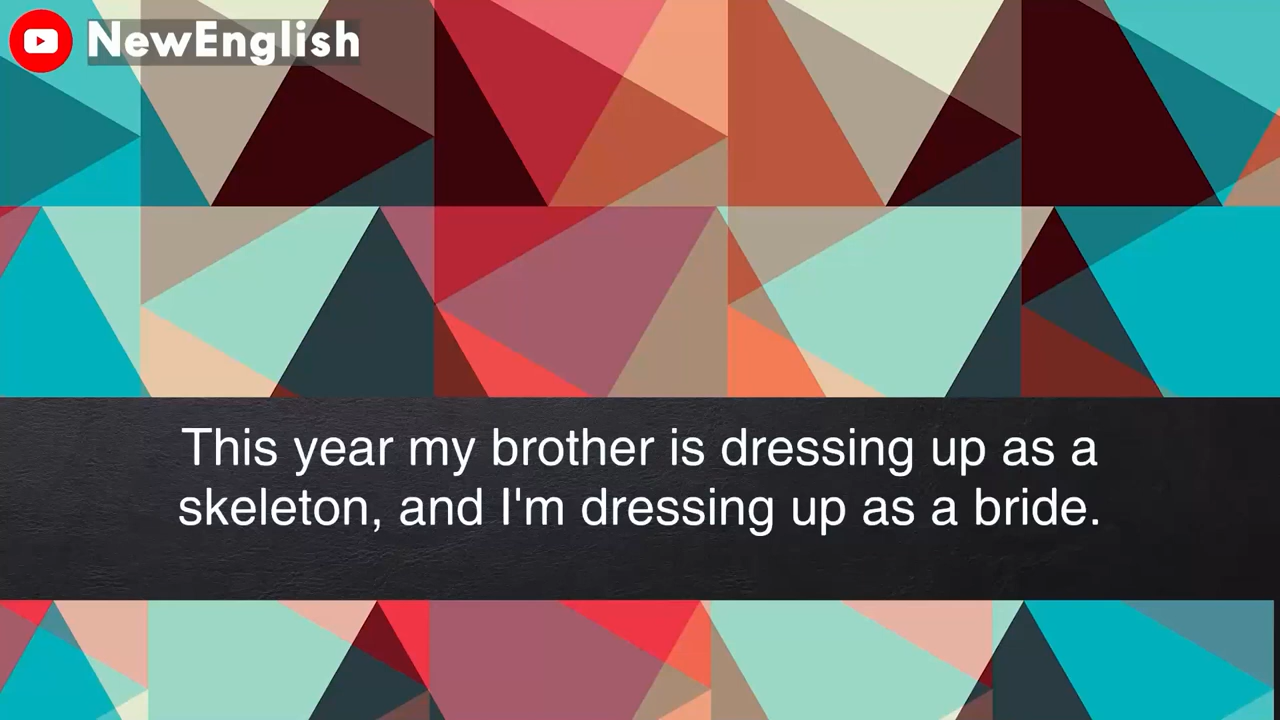 NewEnglish
This year my brother is dressing up as a
skeleton, and I'm dressing up as a bride.